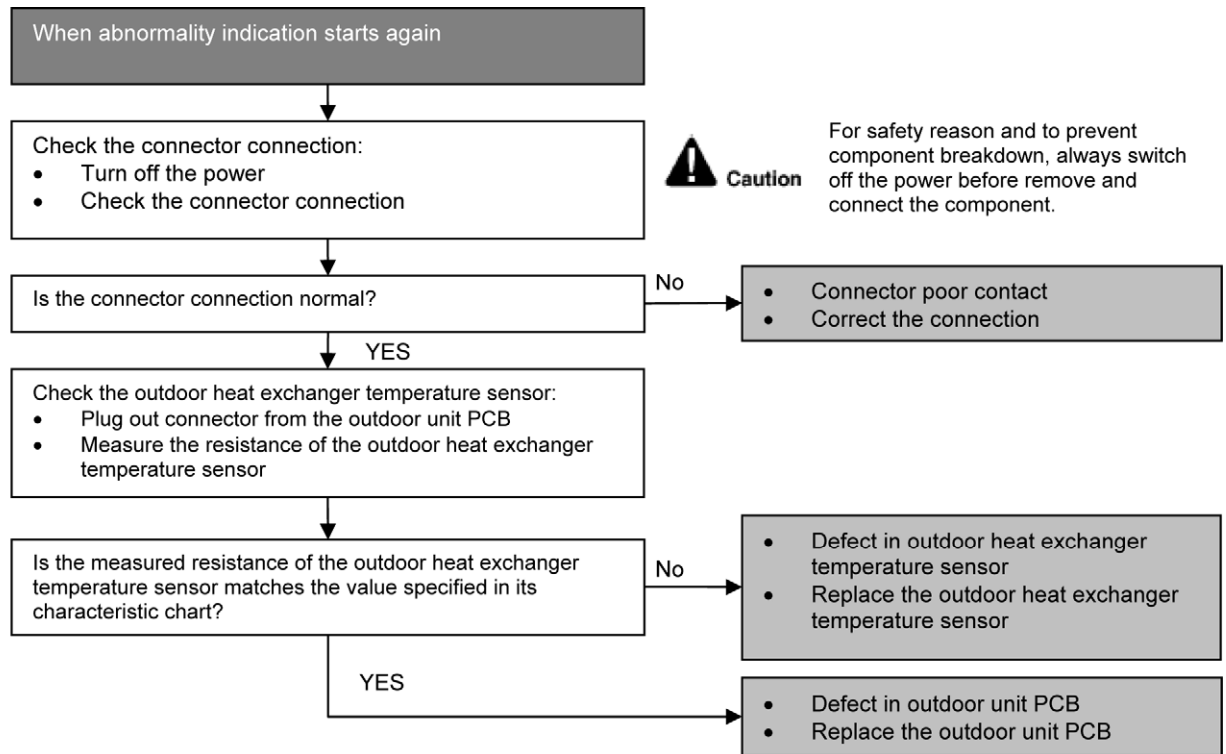 When abnormality indication starts again
Check the connector connection:
• Turn off the power
• Check the connector connection
Caution
For safety reason and to prevent
component breakdown, always switch
off the power before remove and
connect the component.
Is the connector connection normal?
No
• Connector poor contact
• Correct the connection
YES
Check the outdoor heat exchanger temperature sensor:
• Plug out connector from the outdoor unit PCB
• Measure the resistance of the outdoor heat exchanger
temperature sensor
Is the measured resistance of the outdoor heat exchanger
temperature sensor matches the value specified in its
characteristic chart?
No
• Defect in outdoor heat exchanger
temperature sensor
• Replace the outdoor heat exchanger
temperature sensor
YES
• Defect in outdoor unit PCB
• Replace the outdoor unit PCB